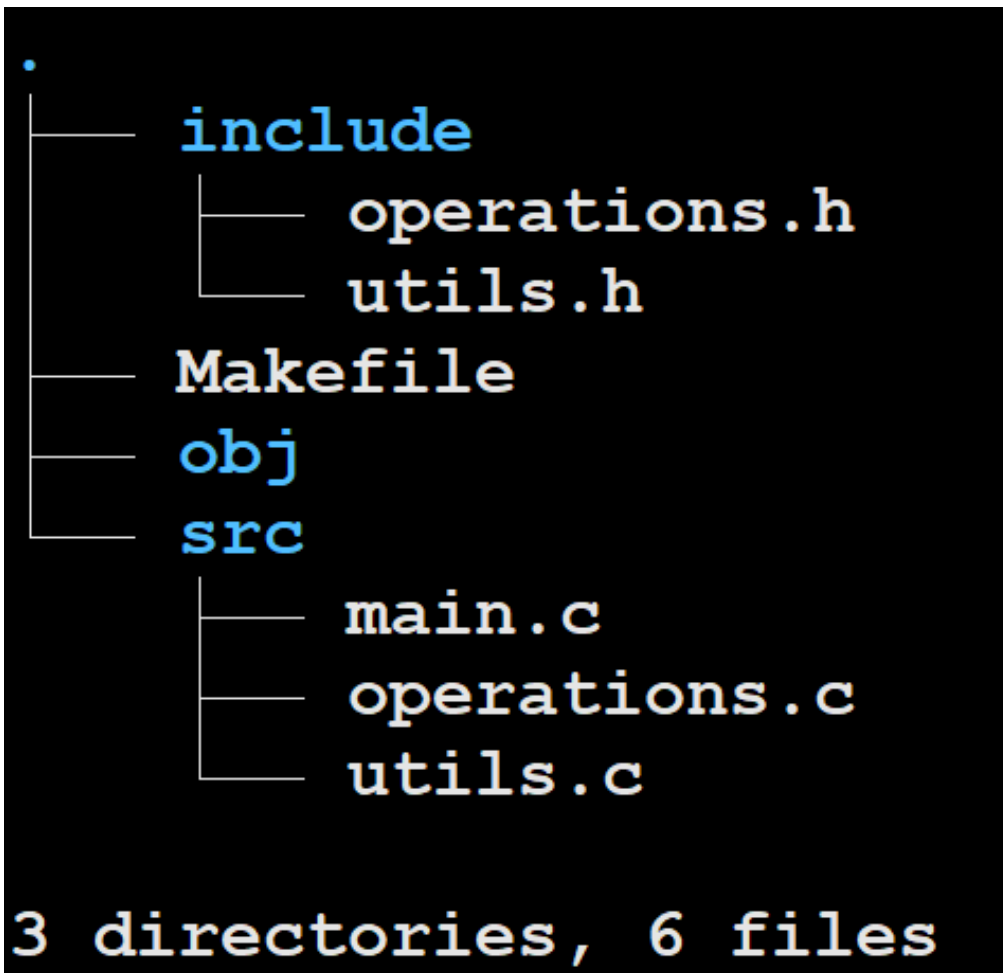 .
include
operations.h
utils.h
Makefile
obj
src
main.c
operations.c
utils.c
3 directories, 6 files